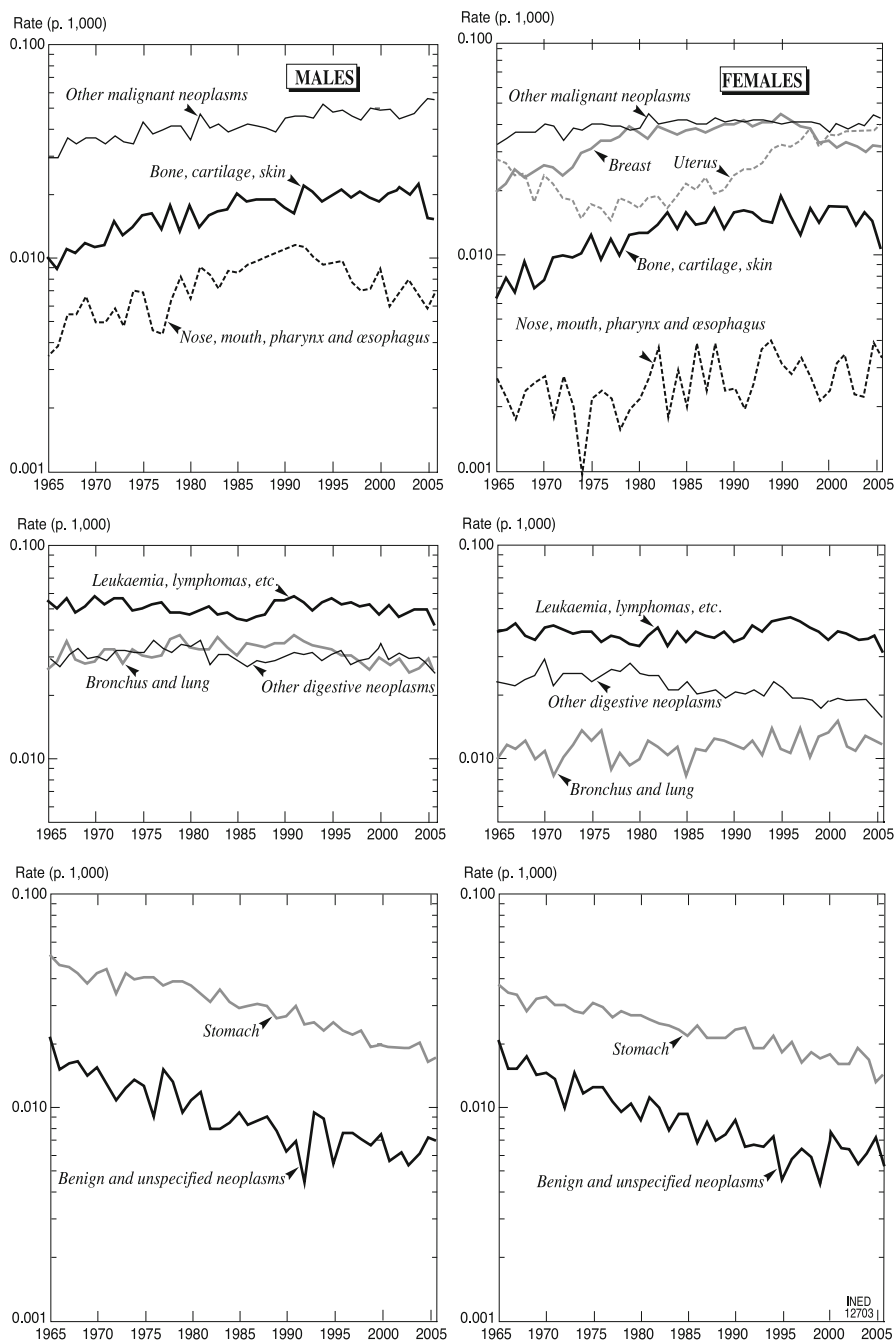 Rate (p. 1,000)
0.100
MALES
Other malignant neoplasms
Bone, cartilage, skin
0.010
Nose, mouth, pharynx and œsophagus
0.001
1965 1970 1975 1980 1985 1990 1995 2000 2005
Rate (p. 1,000)
0.100
FEMALES
Other malignant neoplasms
Breast
Uterus
0.010
Bone, cartilage, skin
Nose, mouth, pharynx and œsophagus
0.001
1965 1970 1975 1980 1985 1990 1995 2000 2005
Rate (p. 1,000)
0.100
Leukaemia, lymphomas, etc.
Bronchus and lung
Other digestive neoplasms
0.010
1965 1970 1975 1980 1985 1990 1995 2000 2005
Rate (p. 1,000)
0.100
Leukaemia, lymphomas, etc.
Other digestive neoplasms
0.010
Bronchus and lung
1965 1970 1975 1980 1985 1990 1995 2000 2005
Rate (p. 1,000)
0.100
Stomach
0.010
Benign and unspecified neoplasms
0.001
1965 1970 1975 1980 1985 1990 1995 2000 2005
Rate (p. 1,000)
0.100
Stomach
0.010
Benign and unspecified neoplasms
INED
12703
0.001
1965 1970 1975 1980 1985 1990 1995 2000 2005